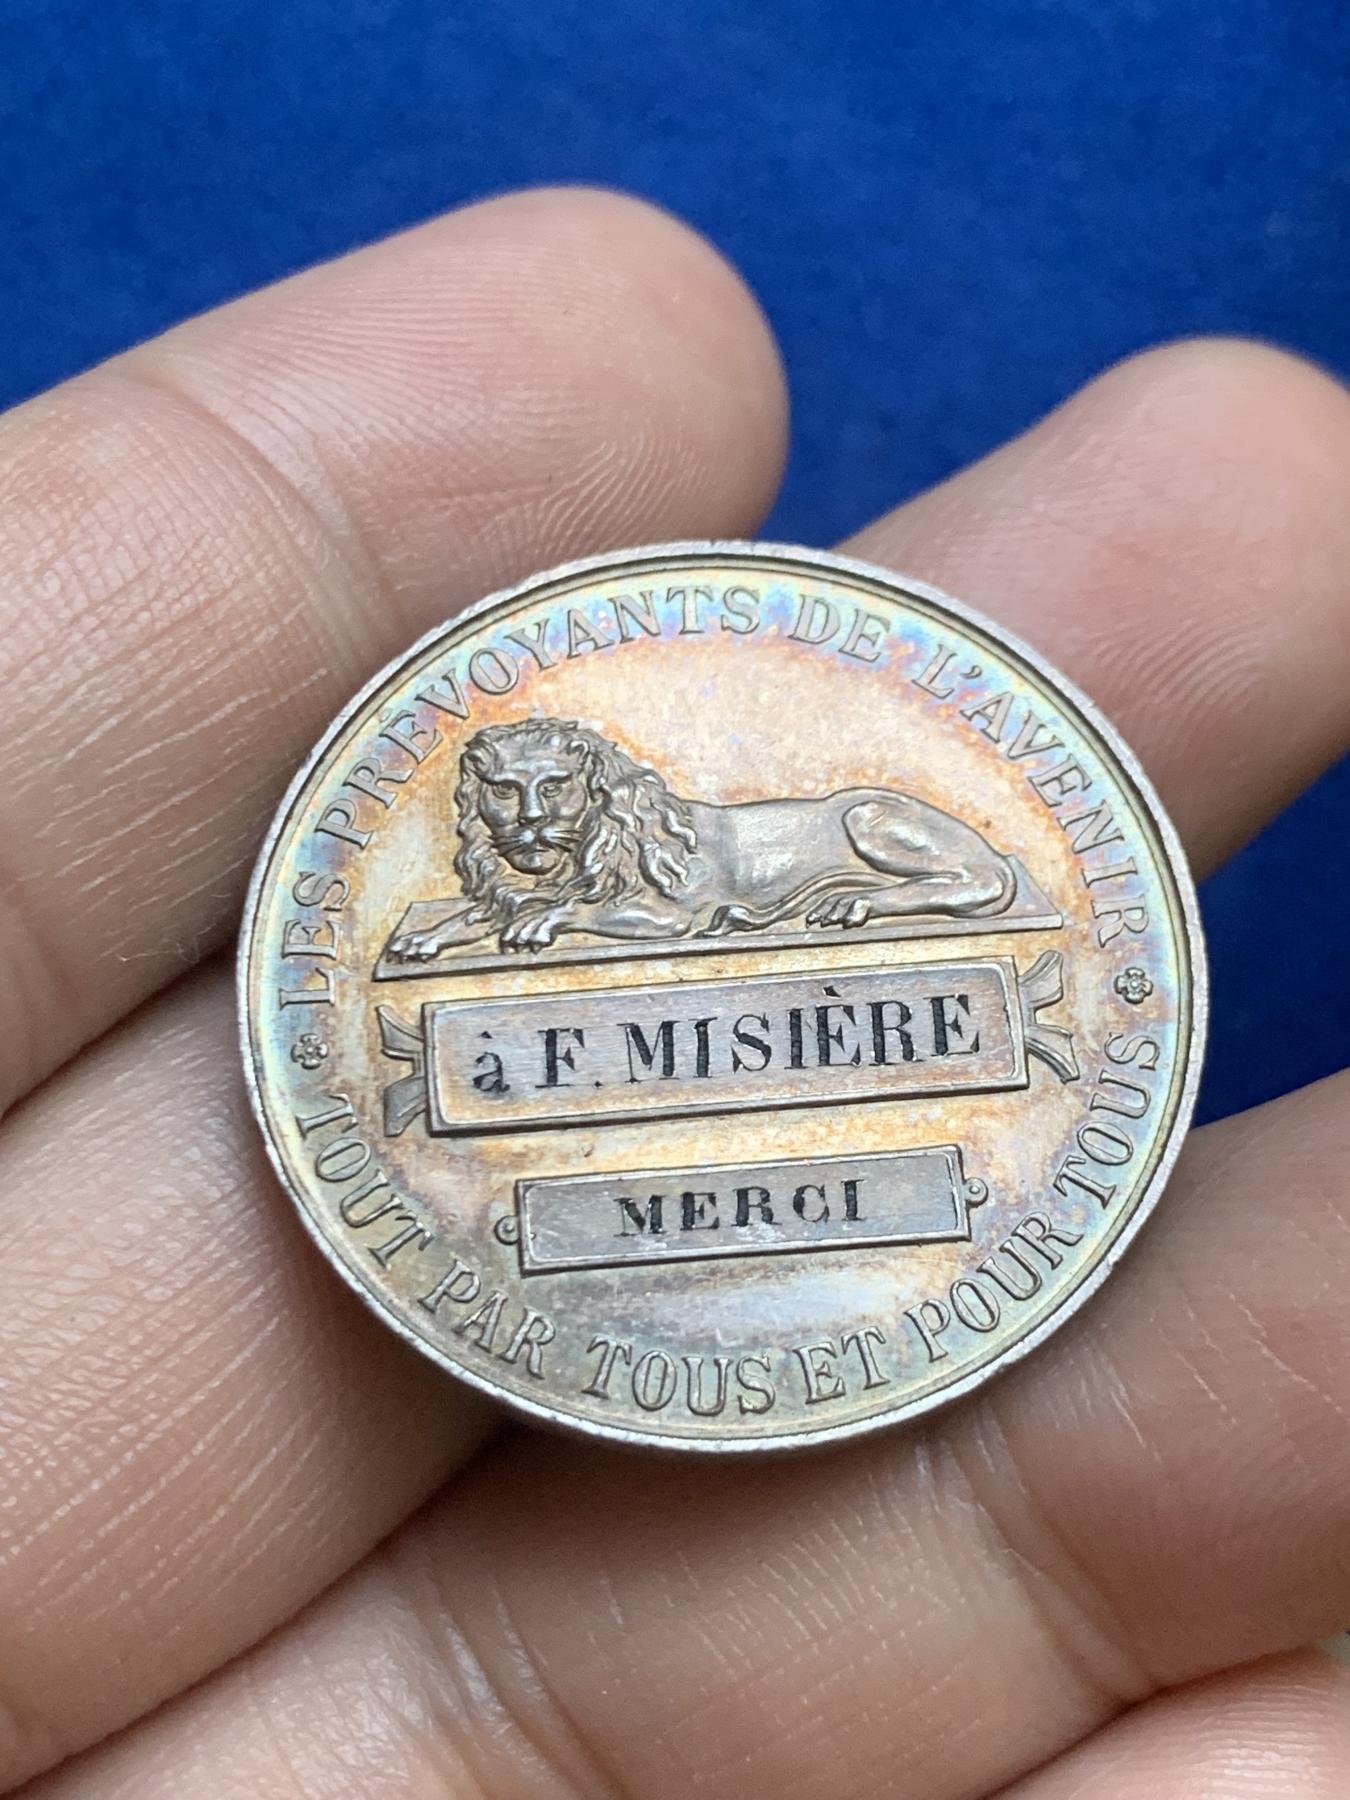 LES PRÉVOYANTS DE L'AVENIR
à F. MISIÈRE
MERCI
TOUT PAR TOUS ET POUR TOUS